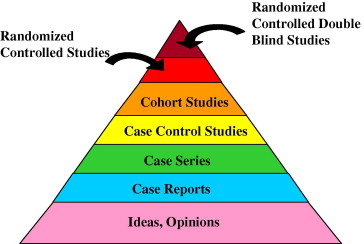 Randomized
Controlled Double
Blind Studies
Randomized
Controlled Studies
Cohort Studies
Case Control Studies
Case Series
Case Reports
Ideas, Opinions